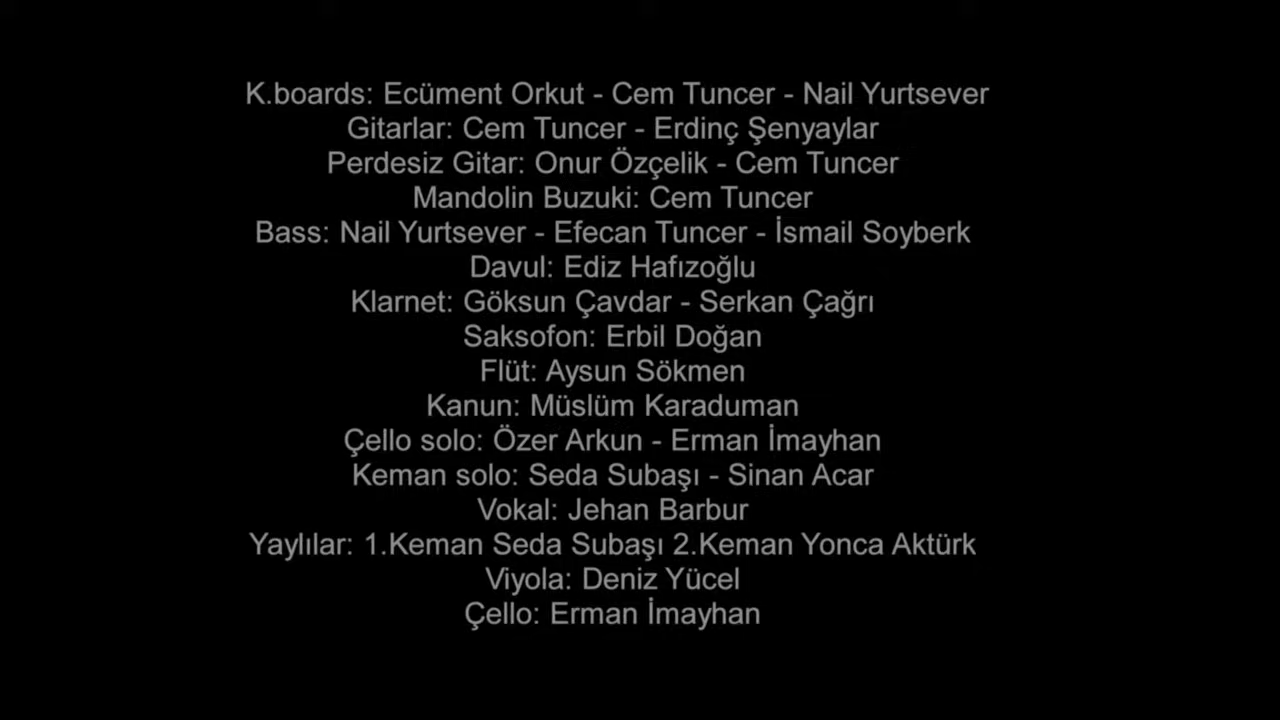 K.boards: Ecüment Orkut - Cem Tuncer - Nail Yurtsever
Gitarlar: Cem Tuncer - Erdinç Şenyaylar
Perdesiz Gitar: Onur Özçelik - Cem Tuncer
Mandolin Buzuki: Cem Tuncer
Bass: Nail Yurtsever - Efecan Tuncer - İsmail Soyberk
Davul: Ediz Hafızoğlu
Klarnet: Göksun Çavdar - Serkan Çağrı
Saksofon: Erbil Doğan
Flüt: Aysun Sökmen
Kanun: Müslüm Karaduman
Çello solo: Özer Arkun - Erman İmayhan
Keman solo: Seda Subaşı - Sinan Acar
Vokal: Jehan Barbur
Yaylılar: 1.Keman Seda Subaşı 2.Keman Yonca Aktürk
Viyola: Deniz Yücel
Çello: Erman İmayhan